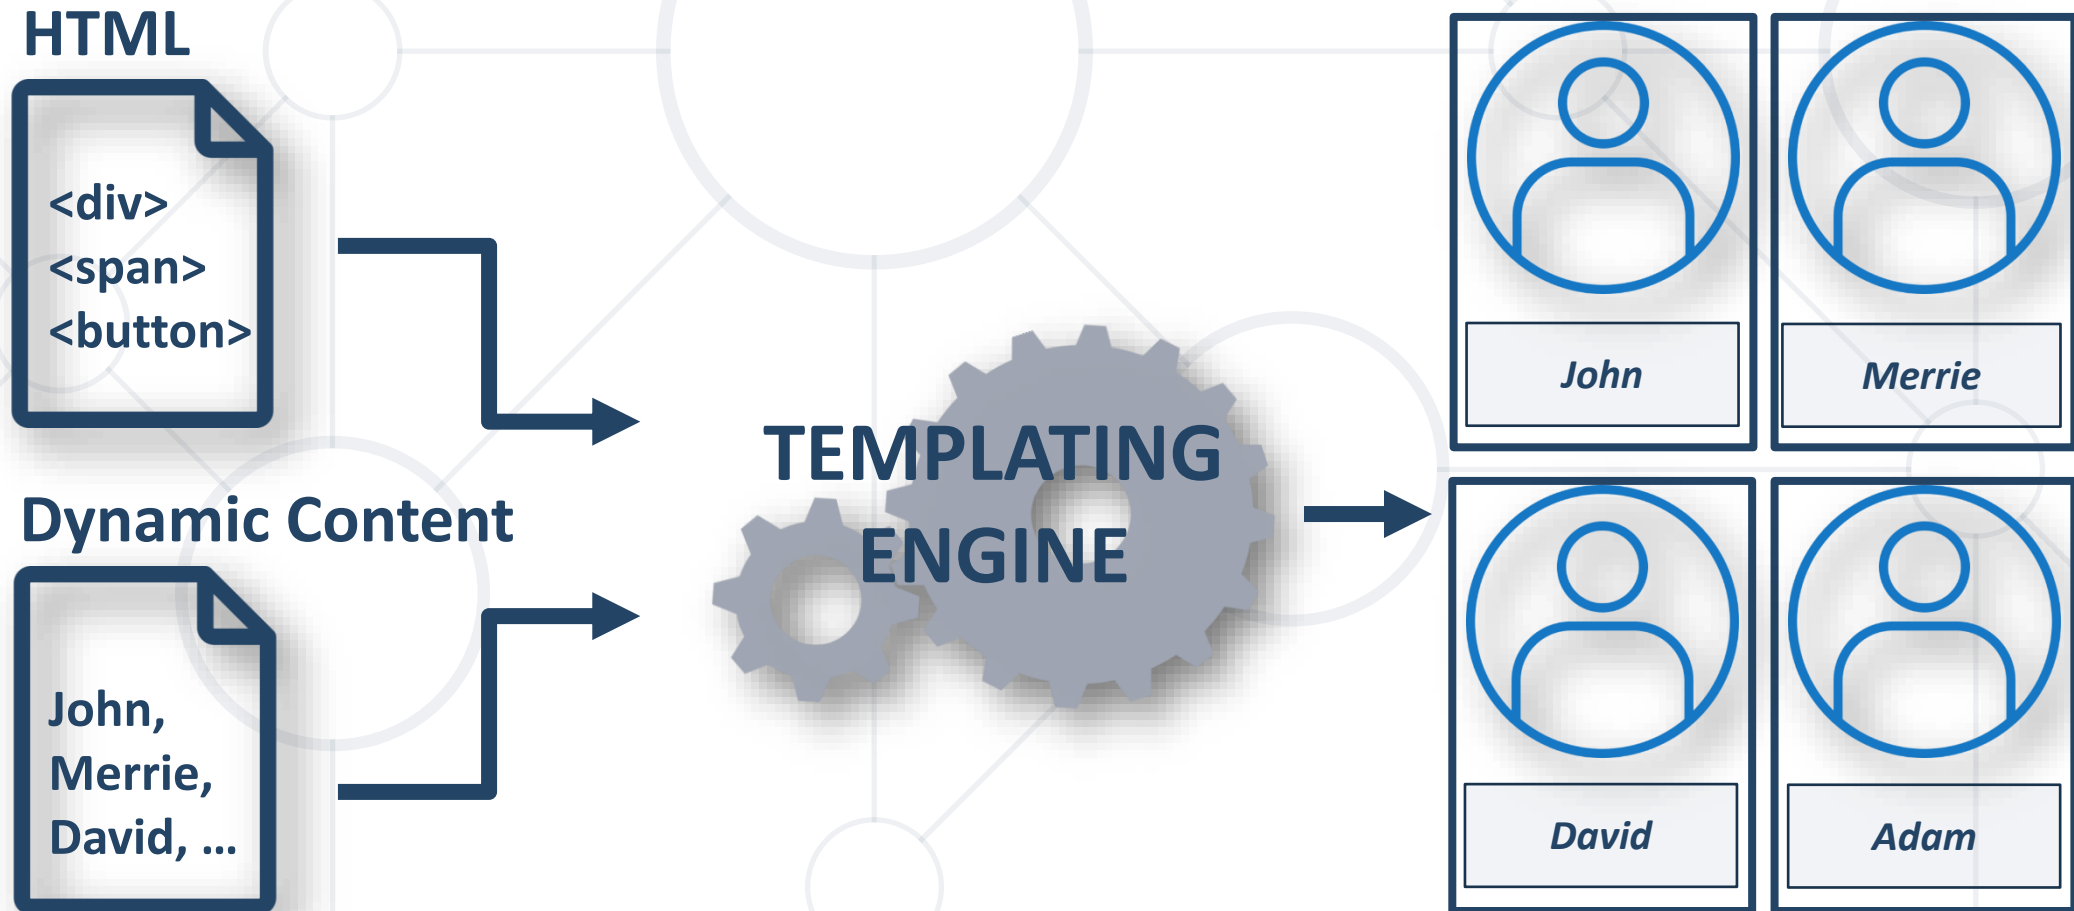 HTML
<div>
<span>
<button>
Dynamic Content
John,
Merrie,
David, ...
TEMPLATING
ENGINE
John
Merrie
David
Adam